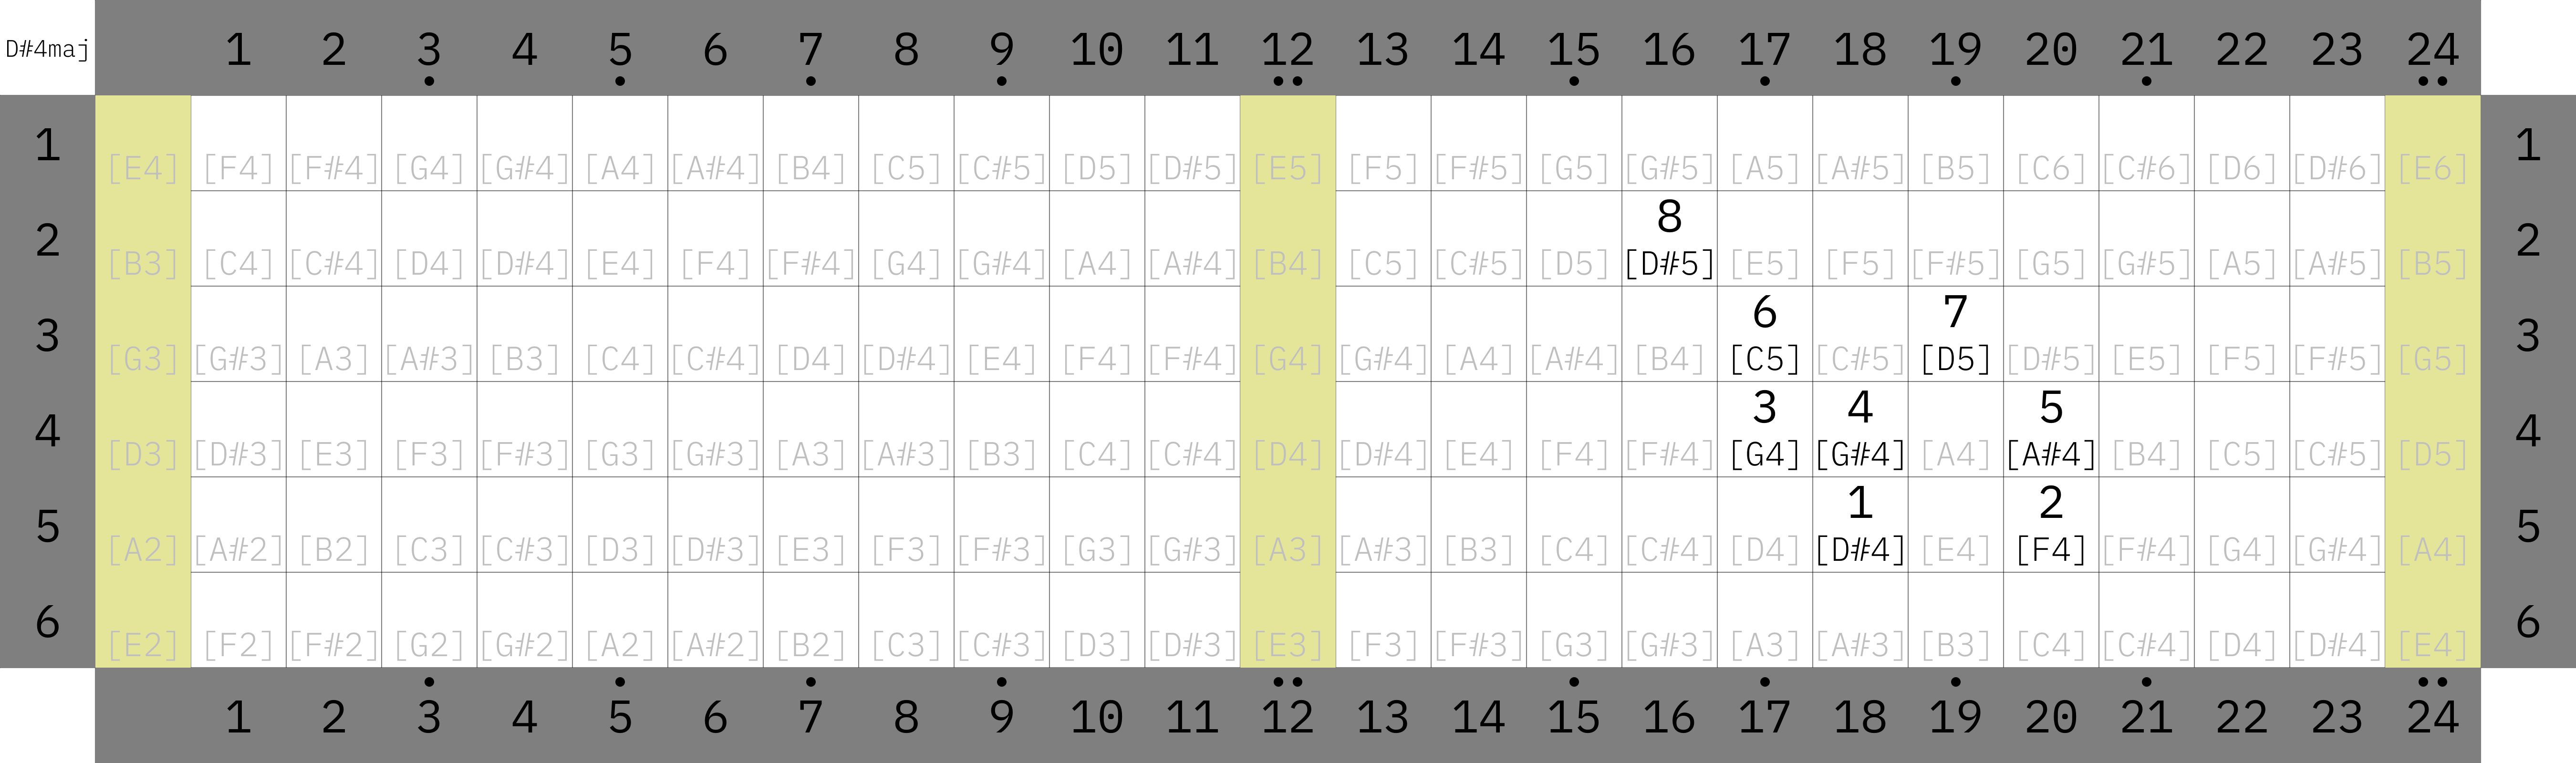 D#4maj 1 2 3 4 5 6 7 8 9 10 11 12 13 14 15 16 17 18 19 20 21 22 23 24
1 [E4] [F4] [F#4] [G4] [G#4] [A4] [A#4] [B4] [C5] [C#5] [D5] [D#5] [E5] [F5] [F#5] [G5] [G#5] [A5] [A#5] [B5] [C6] [C#6] [D6] [D#6] [E6] 1
8
2 [B3] [C4] [C#4] [D4] [D#4] [E4] [F4] [F#4] [G4] [G#4] [A4] [A#4] [B4] [C5] [C#5] [D5] [D#5] [E5] [F5] [F#5] [G5] [G#5] [A5] [A#5] [B5] 2
6 7
3 [G3] [G#3] [A3] [A#3] [B3] [C4] [C#4] [D4] [D#4] [E4] [F4] [F#4] [G4] [G#4] [A4] [A#4] [B4] [C5] [C#5] [D5] [D#5] [E5] [F5] [F#5] [G5] 3
3 4 5
4 [D3] [D#3] [E3] [F3] [F#3] [G3] [G#3] [A3] [A#3] [B3] [C4] [C#4] [D4] [D#4] [E4] [F4] [F#4] [G4] [G#4] [A4] [A#4] [B4] [C5] [C#5] [D5] 4
1 2
5 [A2] [A#2] [B2] [C3] [C#3] [D3] [D#3] [E3] [F3] [F#3] [G3] [G#3] [A3] [A#3] [B3] [C4] [C#4] [D4] [D#4] [E4] [F4] [F#4] [G4] [G#4] [A4] 5
6 [E2] [F2] [F#2] [G2] [G#2] [A2] [A#2] [B2] [C3] [C#3] [D3] [D#3] [E3] [F3] [F#3] [G3] [G#3] [A3] [A#3] [B3] [C4] [C#4] [D4] [D#4] [E4] 6
1 2 3 4 5 6 7 8 9 10 11 12 13 14 15 16 17 18 19 20 21 22 23 24